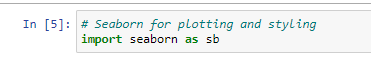 In [5]: # Seaborn for plotting and styling
import seaborn as sb